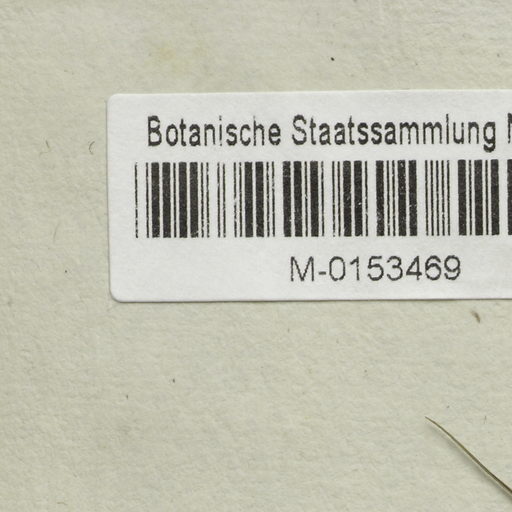 Botanische Staatssammlung
M-0153469